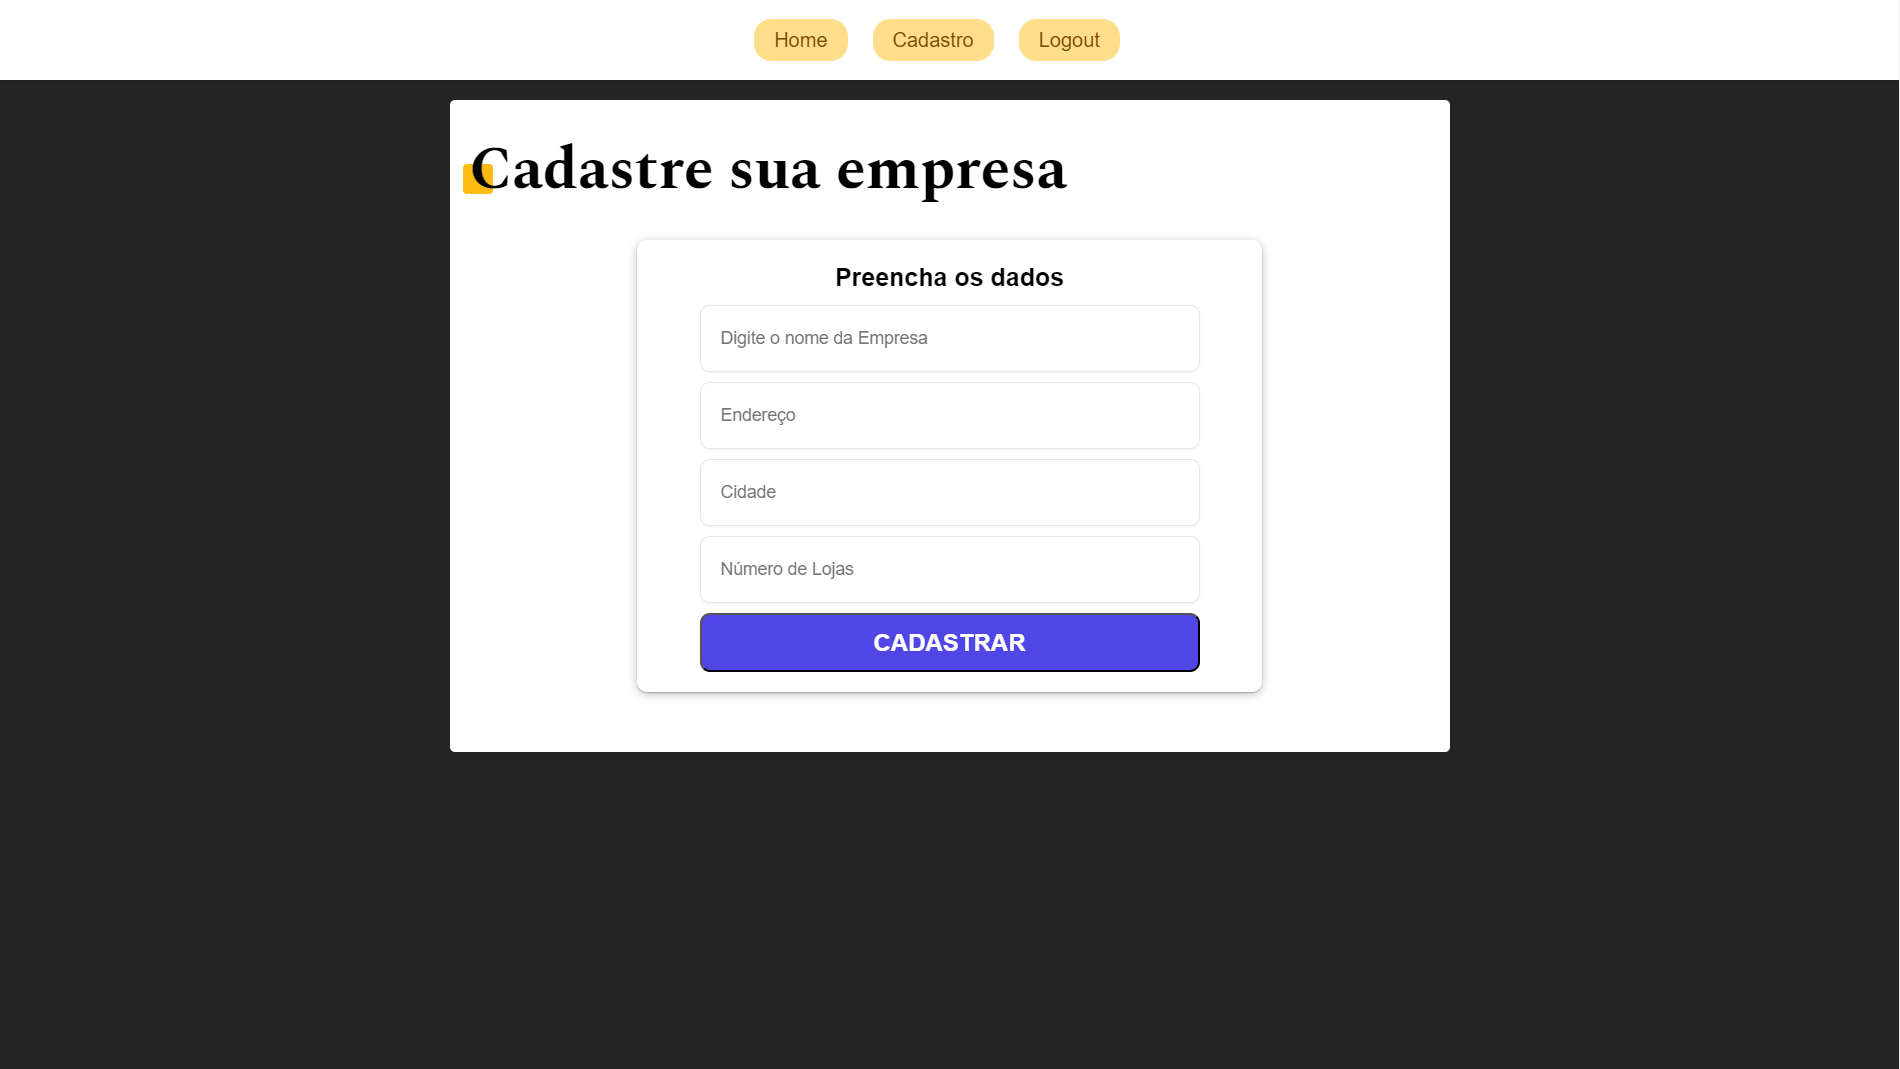 Home Cadastro Logout
Cadastre sua empresa
Preencha os dados
Digite o nome da Empresa
Endereço
Cidade
Número de Lojas
CADASTRAR